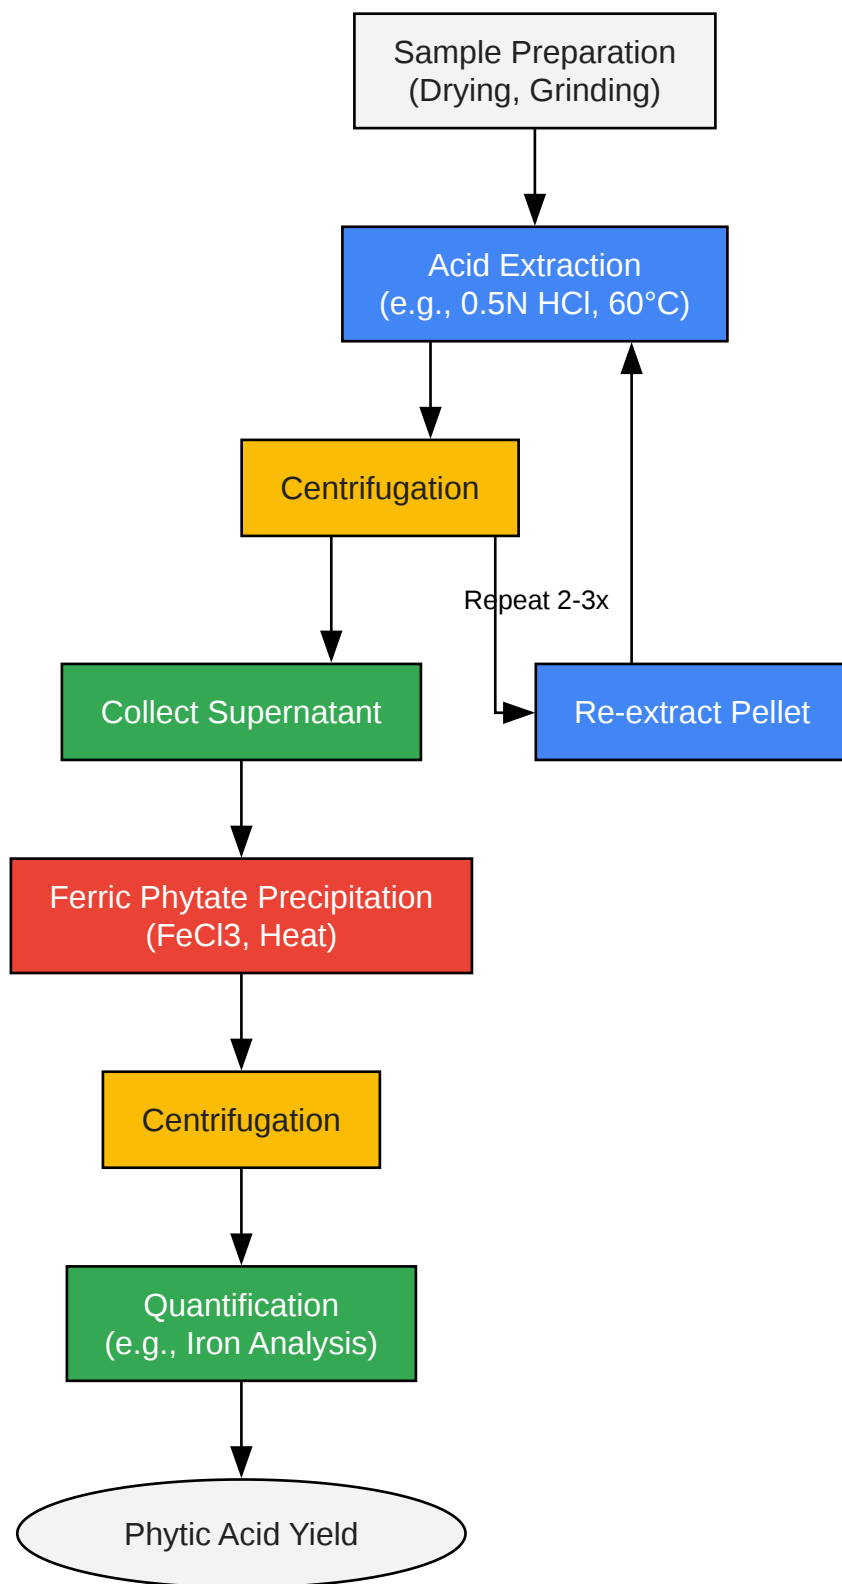 Sample Preparation
(Drying, Grinding)
Acid Extraction
(e.g., 0.5N HCl, 60°C)
Centrifugation
Repeat 2-3x
Collect Supernatant
Re-extract Pellet
Ferric Phytate Precipitation
(FeCl3, Heat)
Centrifugation
Quantification
(e.g., Iron Analysis)
Phytic Acid Yield